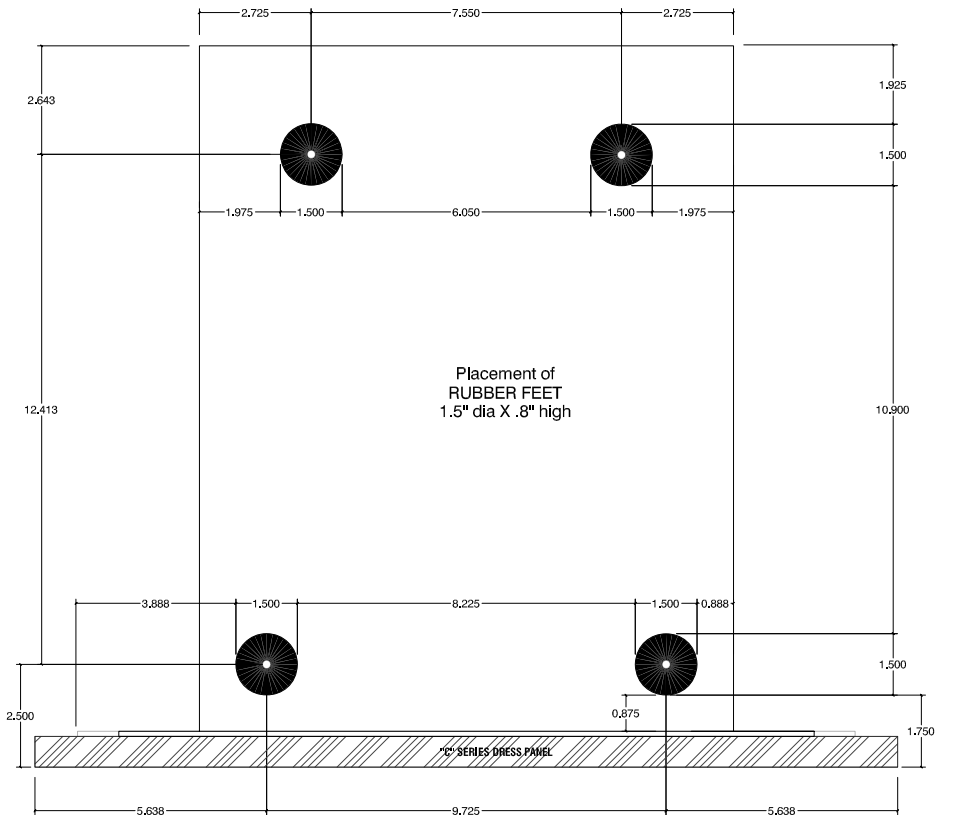 2.725 7.550 2.725
2.643
1.925
1.500
1.975 1.500 6.050 1.500 1.975
Placement of
RUBBER FEET
1.5" dia X .8" high
12.413
10.900
3.888 1.500 8.225 1.500 0.888
1.500
2.500
0.875
1.750
"C" SERIES DRESS PANEL
5.638 9.725 5.638